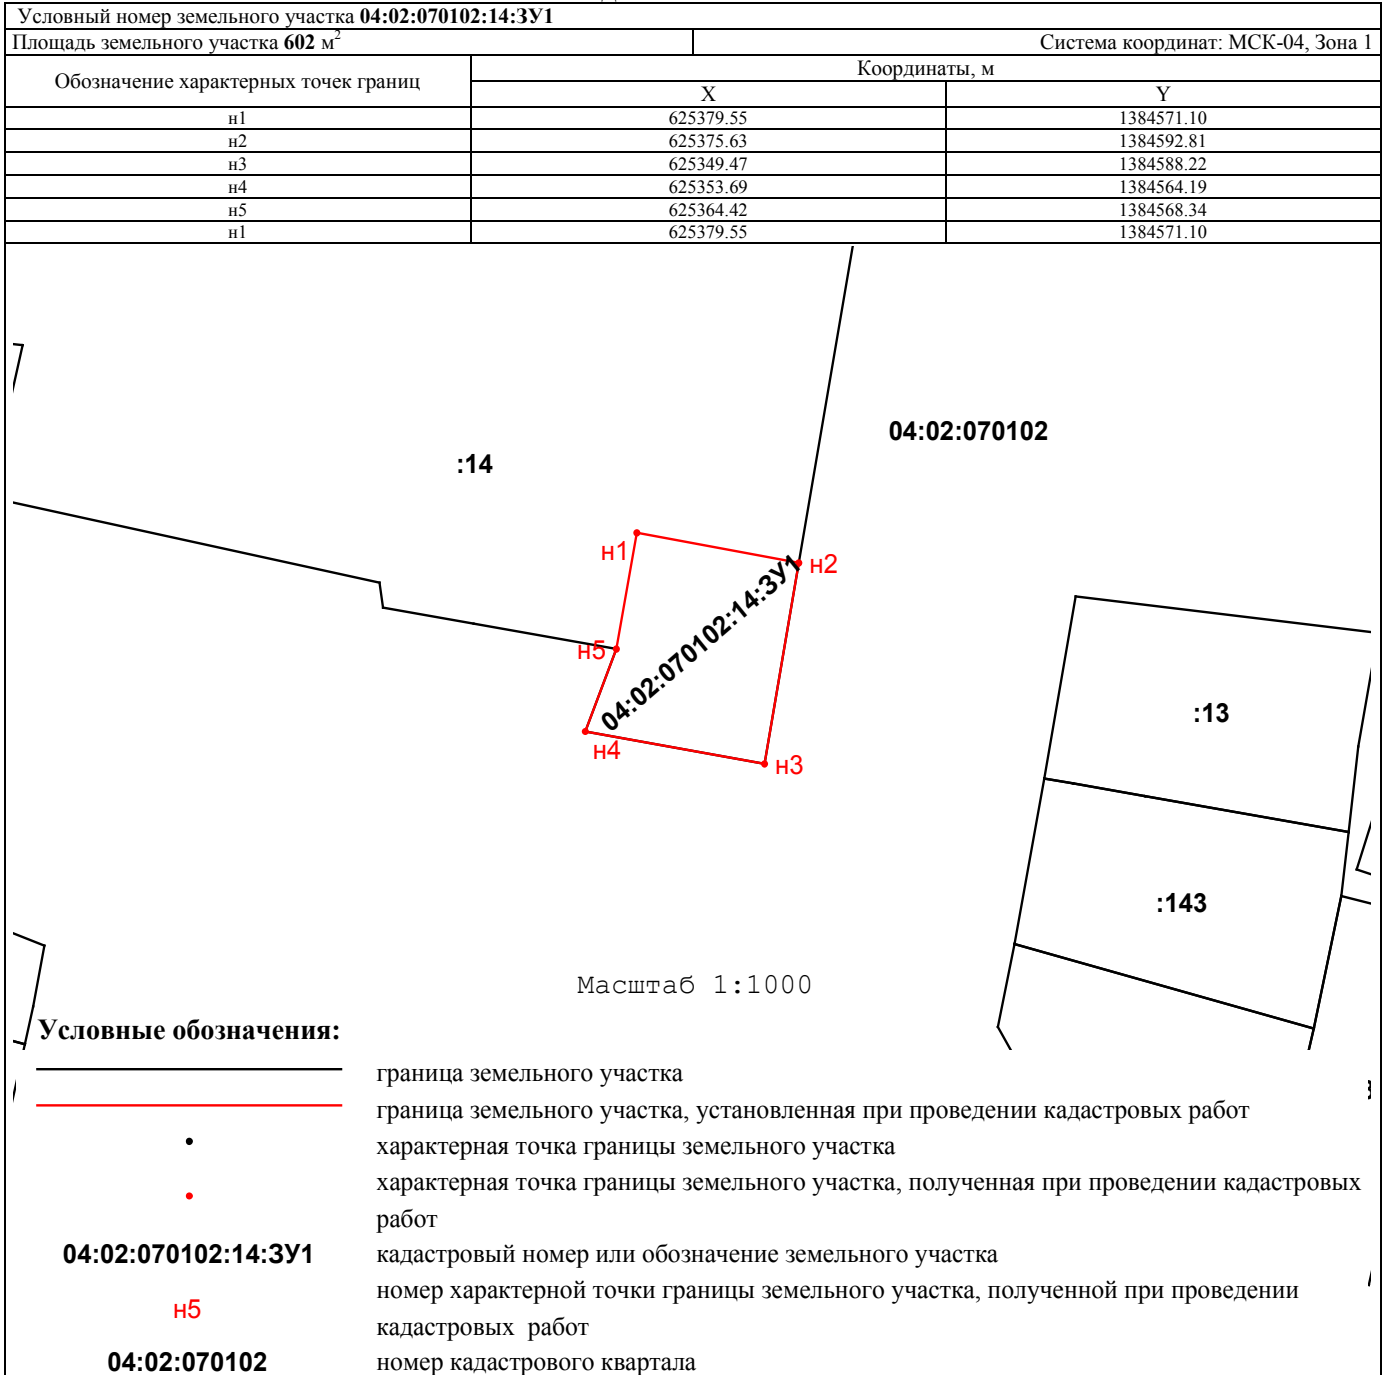 Условный номер земельного участка 04:02:070102:14:ЗУ1
Площадь земельного участка 602 м2
Система координат: МСК-04, Зона 1
Обозначение характерных точек границ
Координаты, м
X
Y
н1 625379.55 1384571.10
н2 625375.63 1384592.81
н3 625349.47 1384588.22
н4 625353.69 1384564.19
н5 625364.42 1384568.34
н1 625379.55 1384571.10
04:02:070102
:14
н1
н2
04:02:070102:14:ЗУ1
н5
:13
н4
н3
:143
Масштаб 1:1000
Условные обозначения:
граница земельного участка
граница земельного участка, установленная при проведении кадастровых работ
характерная точка границы земельного участка
характерная точка границы земельного участка, полученная при проведении кадастровых
работ
04:02:070102:14:ЗУ1 кадастровый номер или обозначение земельного участка
номер характерной точки границы земельного участка, полученной при проведении
н5
кадастровых работ
04:02:070102 номер кадастрового квартала